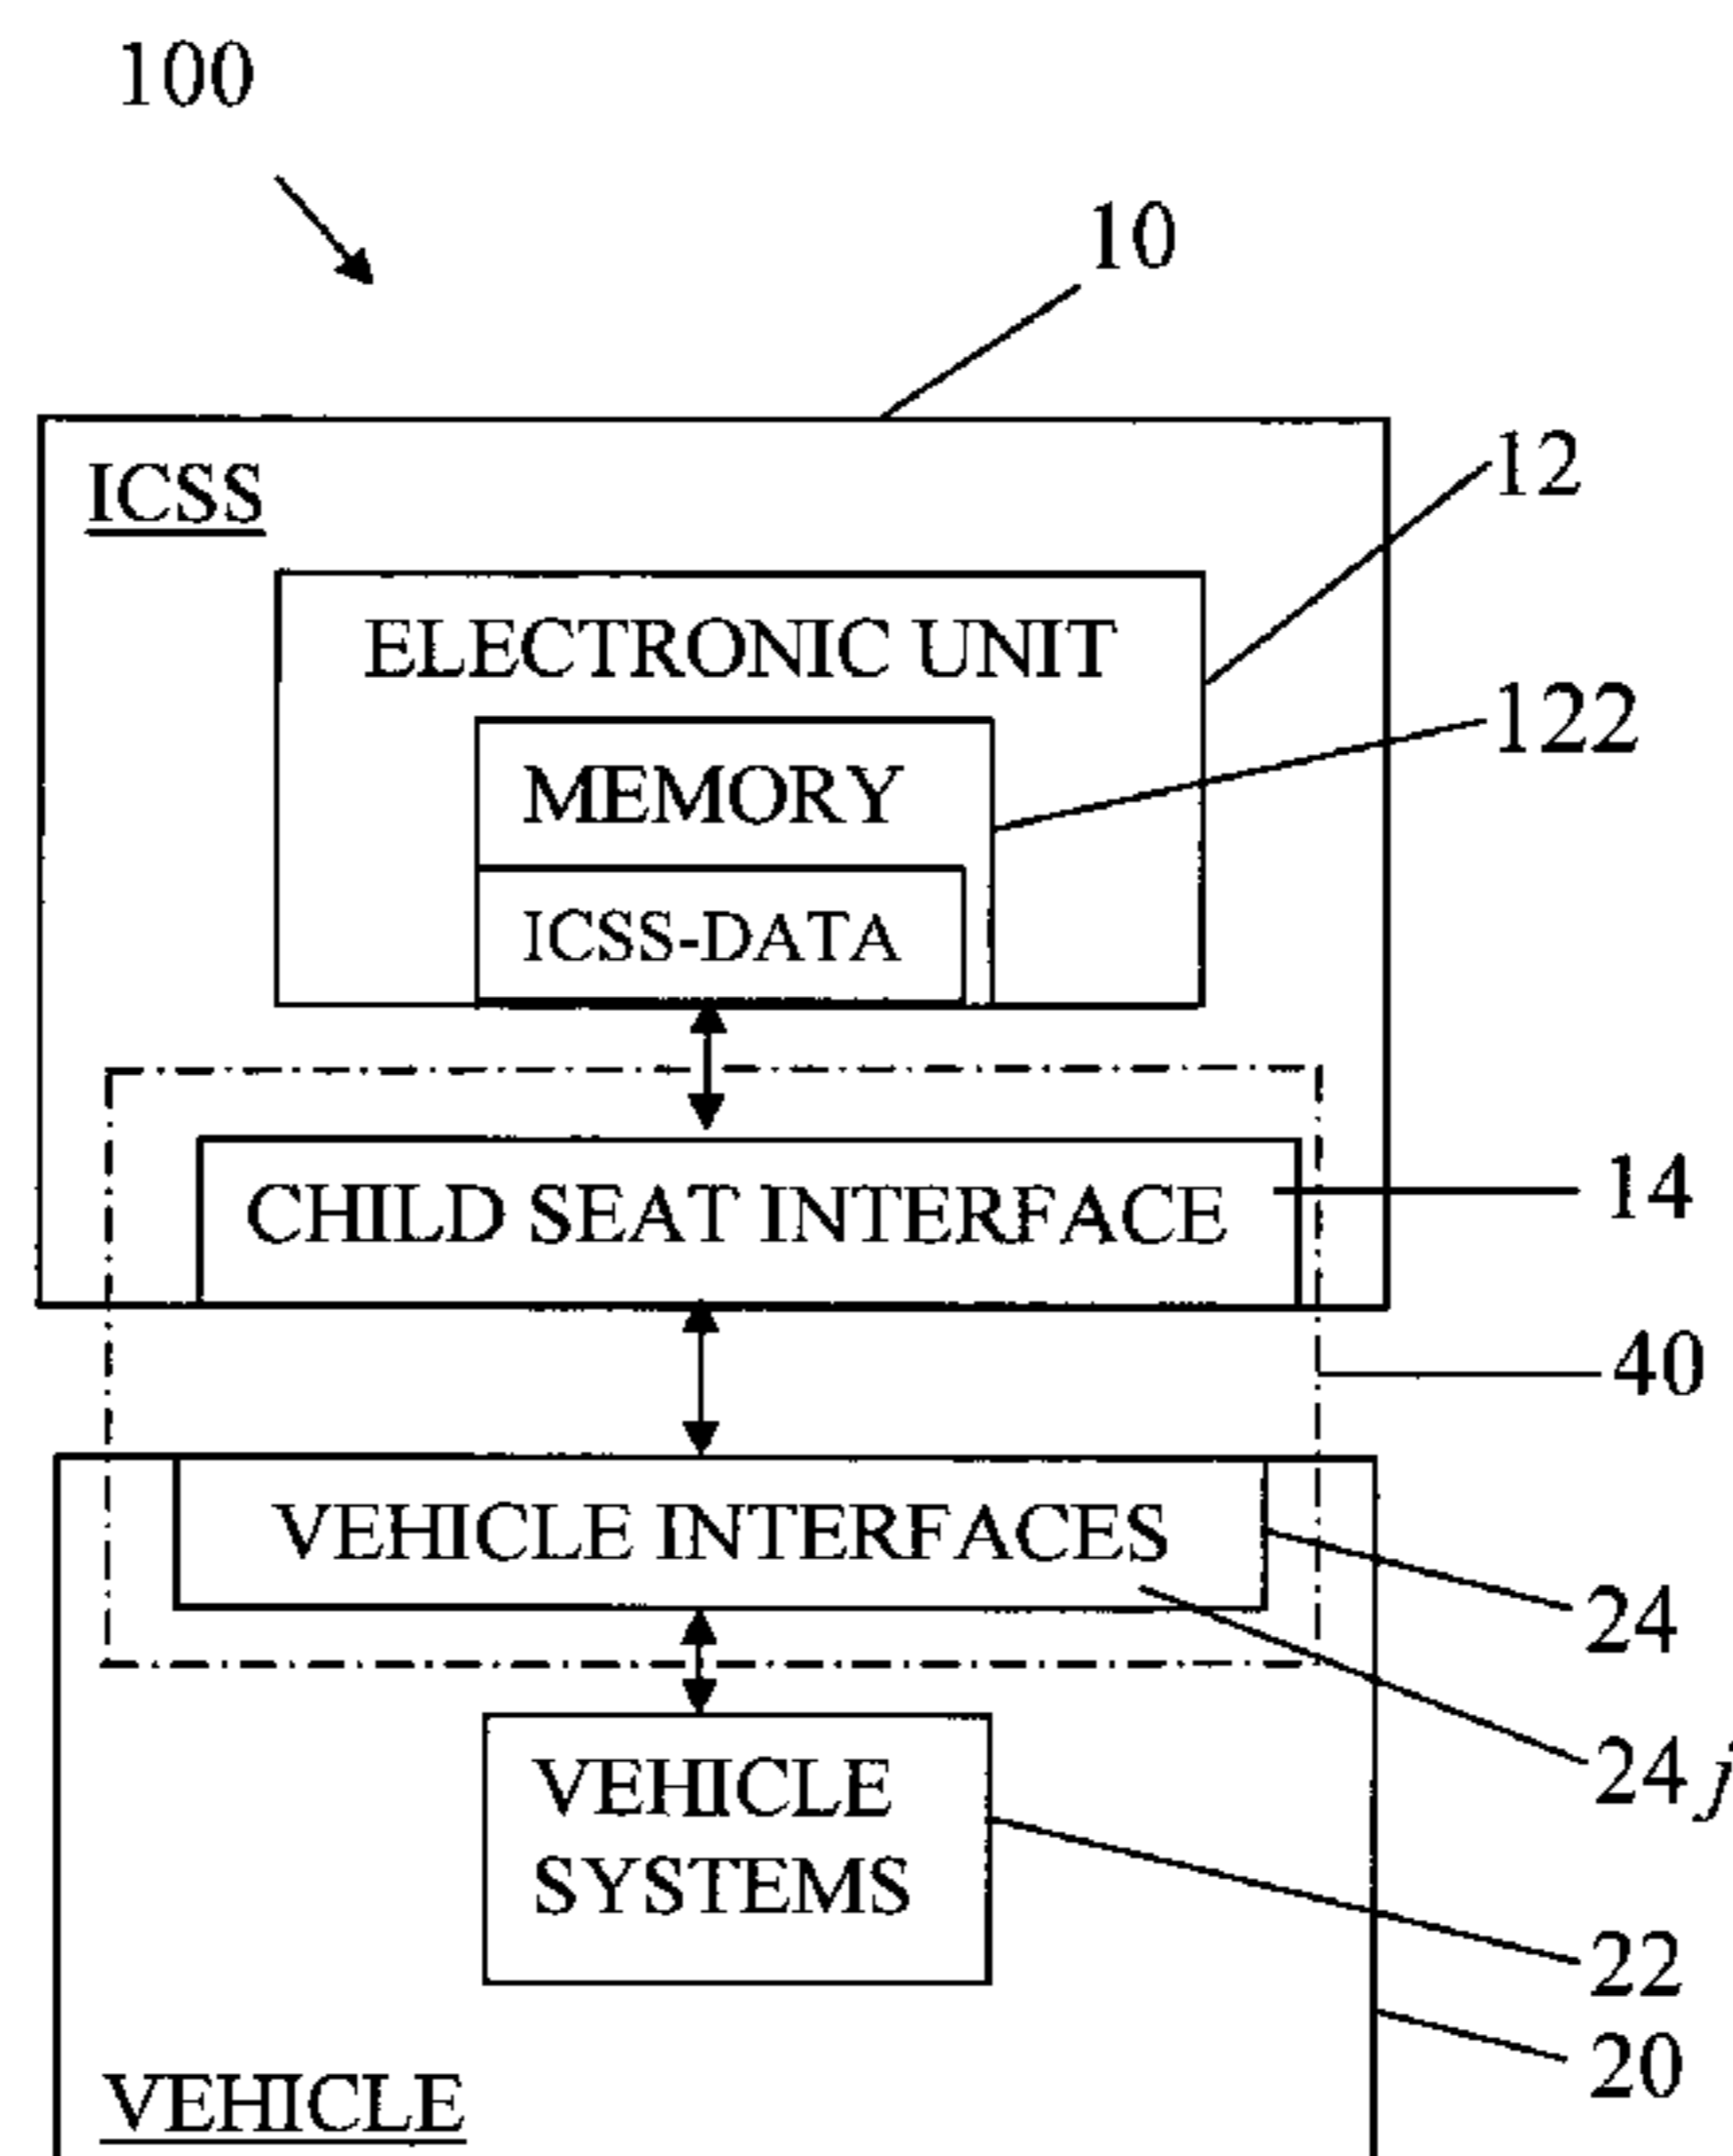 100
10
ICSS
12
ELECTRONIC UNIT
122
MEMORY
ICSS-DATA
14
CHILD SEAT INTERFACE
40
VEHICLE INTERFACES
24
24 j
VEHICLE
SYSTEMS
22
20
VEHICLE